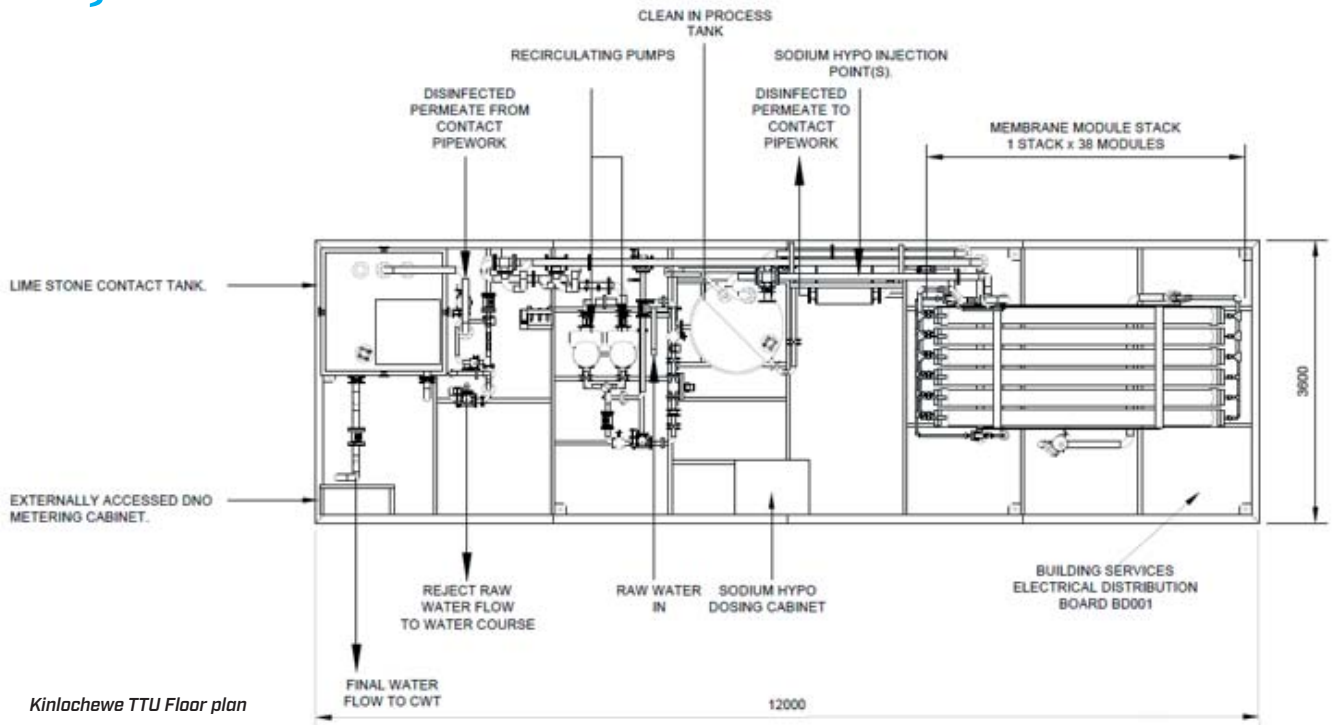 CLEAN IN PROCESS
TANK
RECIRCULATING PUMPS
SODIUM HYPO INJECTION
POINT(S).
DISINFECTED
PERMEATE FROM
CONTACT
PIPEWORK
DISINFECTED
PERMEATE TO
CONTACT
PIPEWORK
MEMBRANE MODULE STACK
1 STACK x 38 MODULES
LIME STONE CONTACT TANK.
3600
EXTERNALLY ACCESSED DNO
METERING CABINET.
REJECT RAW
WATER FLOW
TO WATER COURSE
RAW WATER
IN
SODIUM HYPO
DOSING CABINET
BUILDING SERVICES
ELECTRICAL DISTRIBUTION
BOARD BD001
FINAL WATER
FLOW TO CWT
12000
Kinlochewe TTU Floor plan